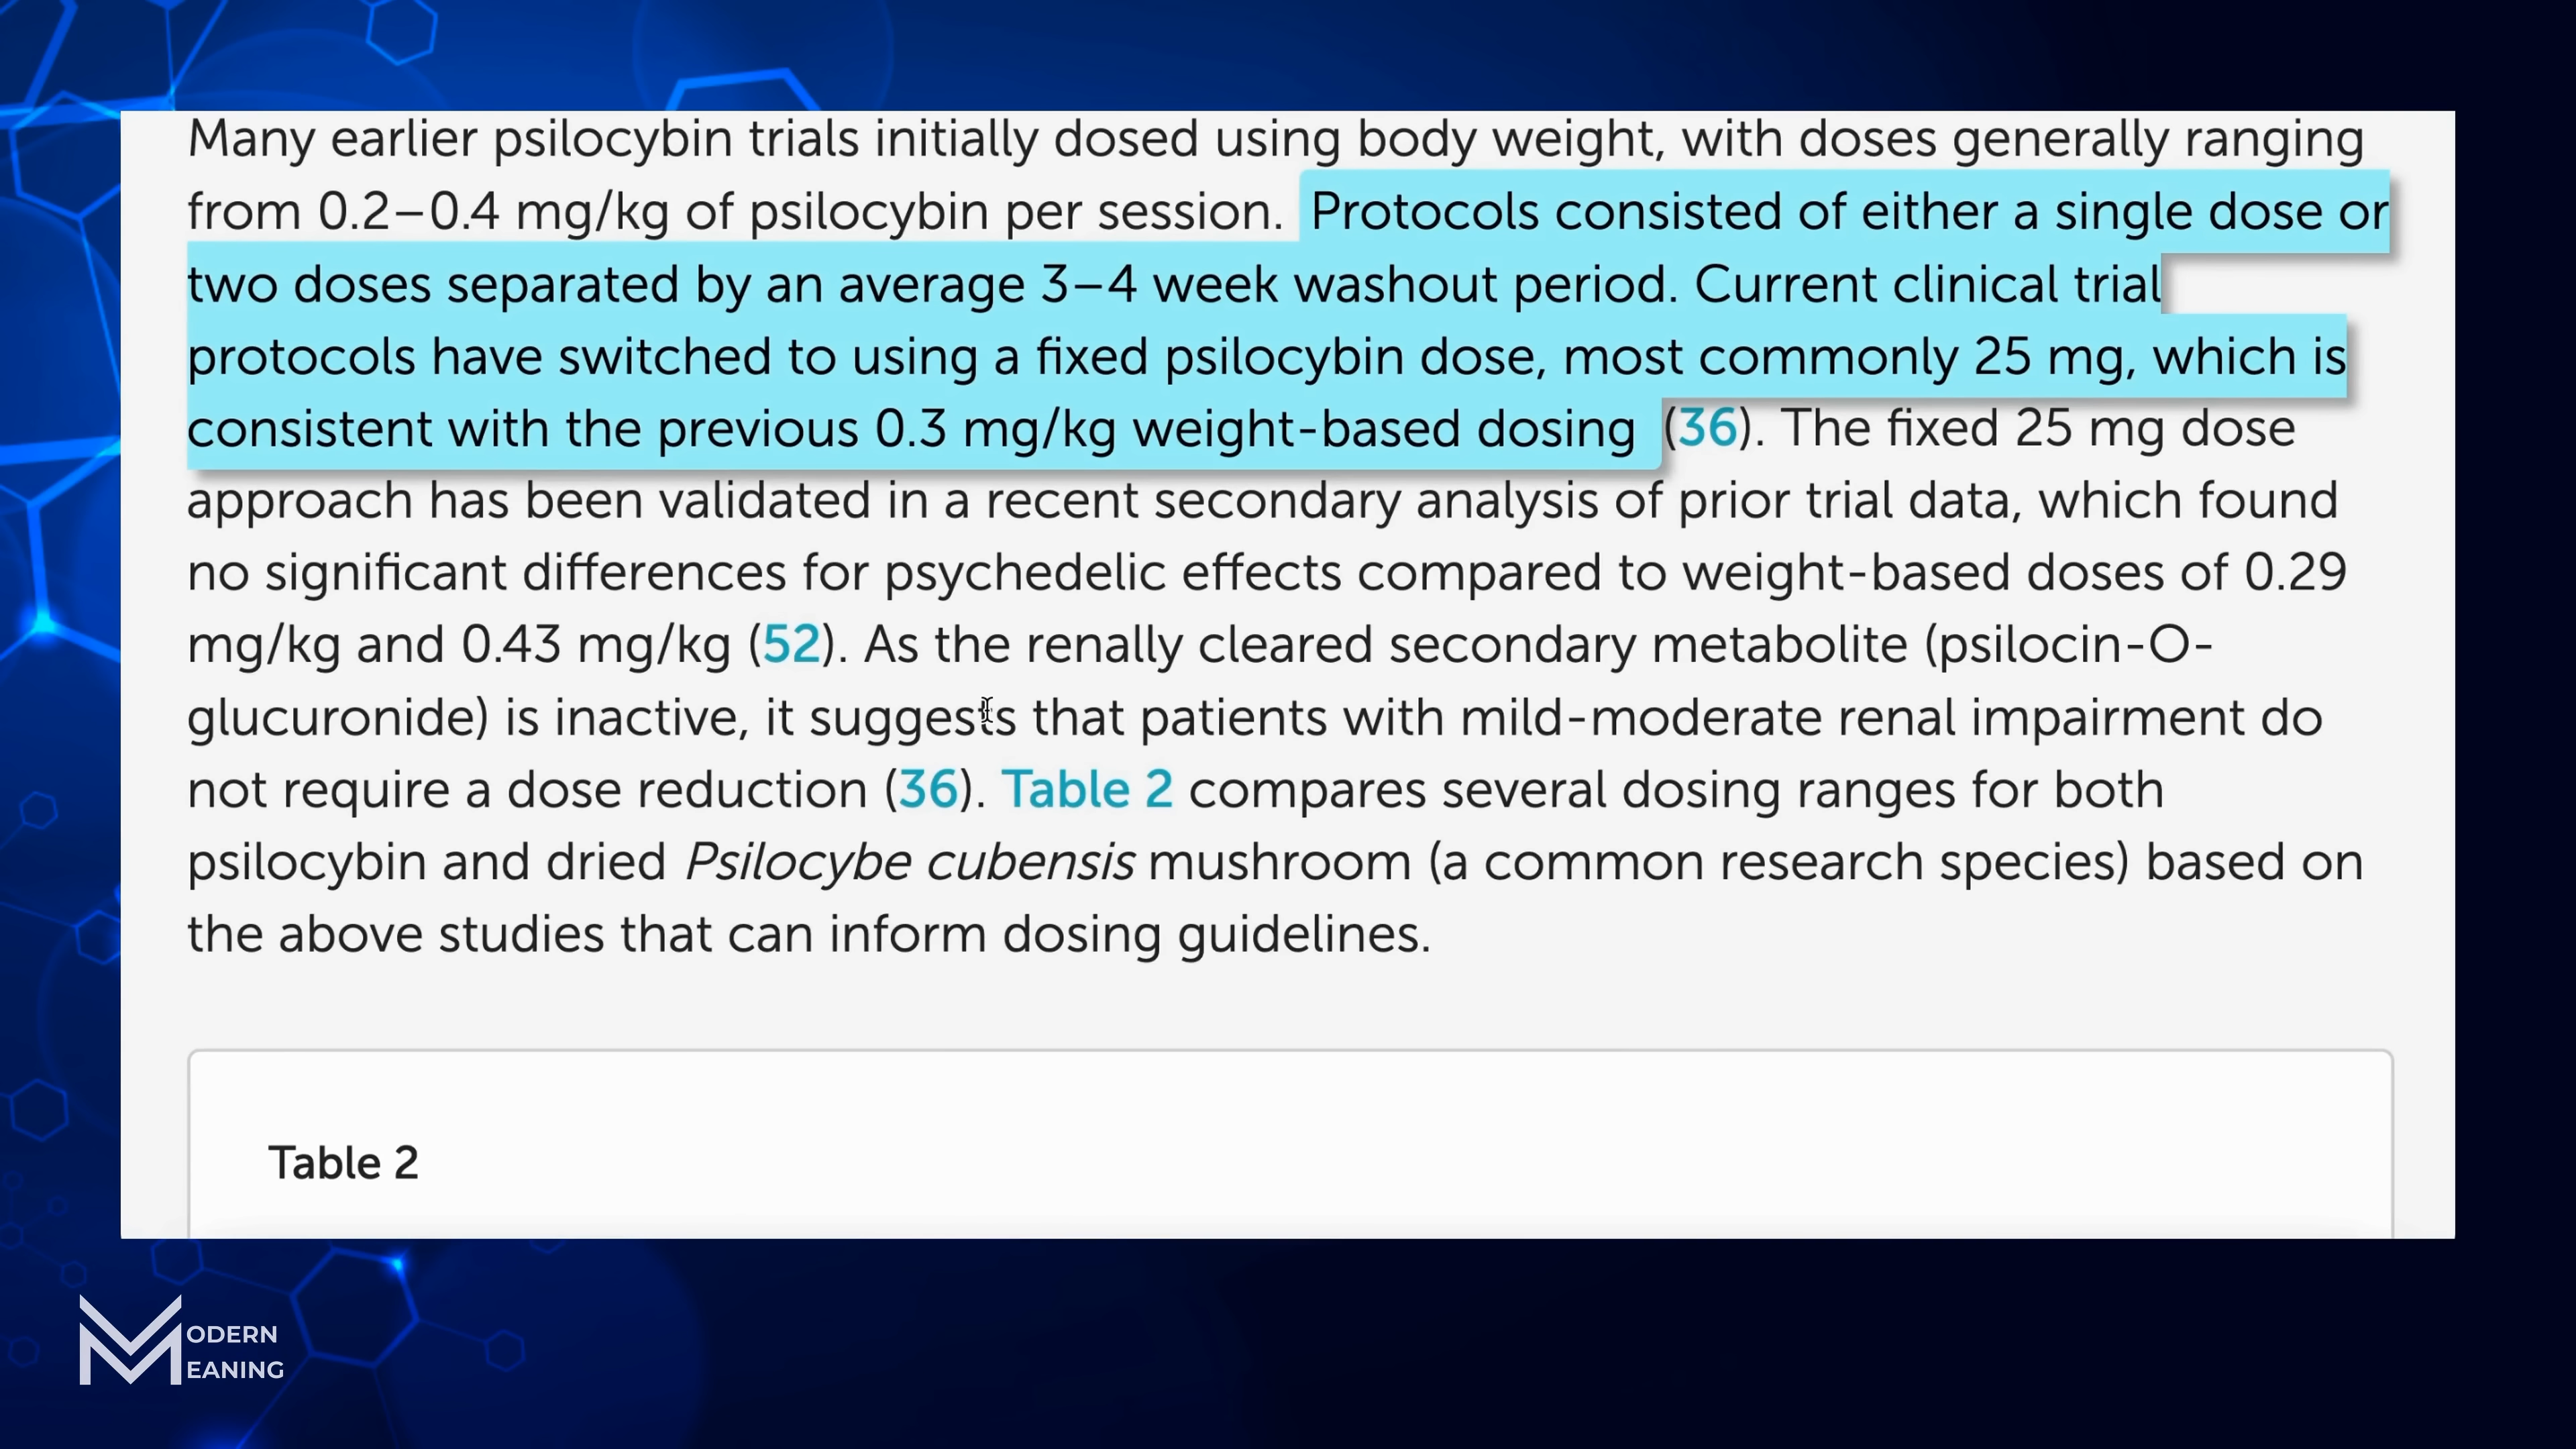 Many earlier psilocybin trials initially dosed using body weight, with doses generally ranging
from 0.2–0.4 mg/kg of psilocybin per session. Protocols consisted of either a single dose or
two doses separated by an average 3–4 week washout period. Current clinical trial
protocols have switched to using a fixed psilocybin dose, most commonly 25 mg, which is
consistent with the previous 0.3 mg/kg weight-based dosing (36). The fixed 25 mg dose
approach has been validated in a recent secondary analysis of prior trial data, which found
no significant differences for psychedelic effects compared to weight-based doses of 0.29
mg/kg and 0.43 mg/kg (52). As the renally cleared secondary metabolite (psilocin-O-
glucuronide) is inactive, it suggests that patients with mild-moderate renal impairment do
not require a dose reduction (36). Table 2 compares several dosing ranges for both
psilocybin and dried Psilocybe cubensis mushroom (a common research species) based on
the above studies that can inform dosing guidelines.
Table 2
MODERN
MEANING